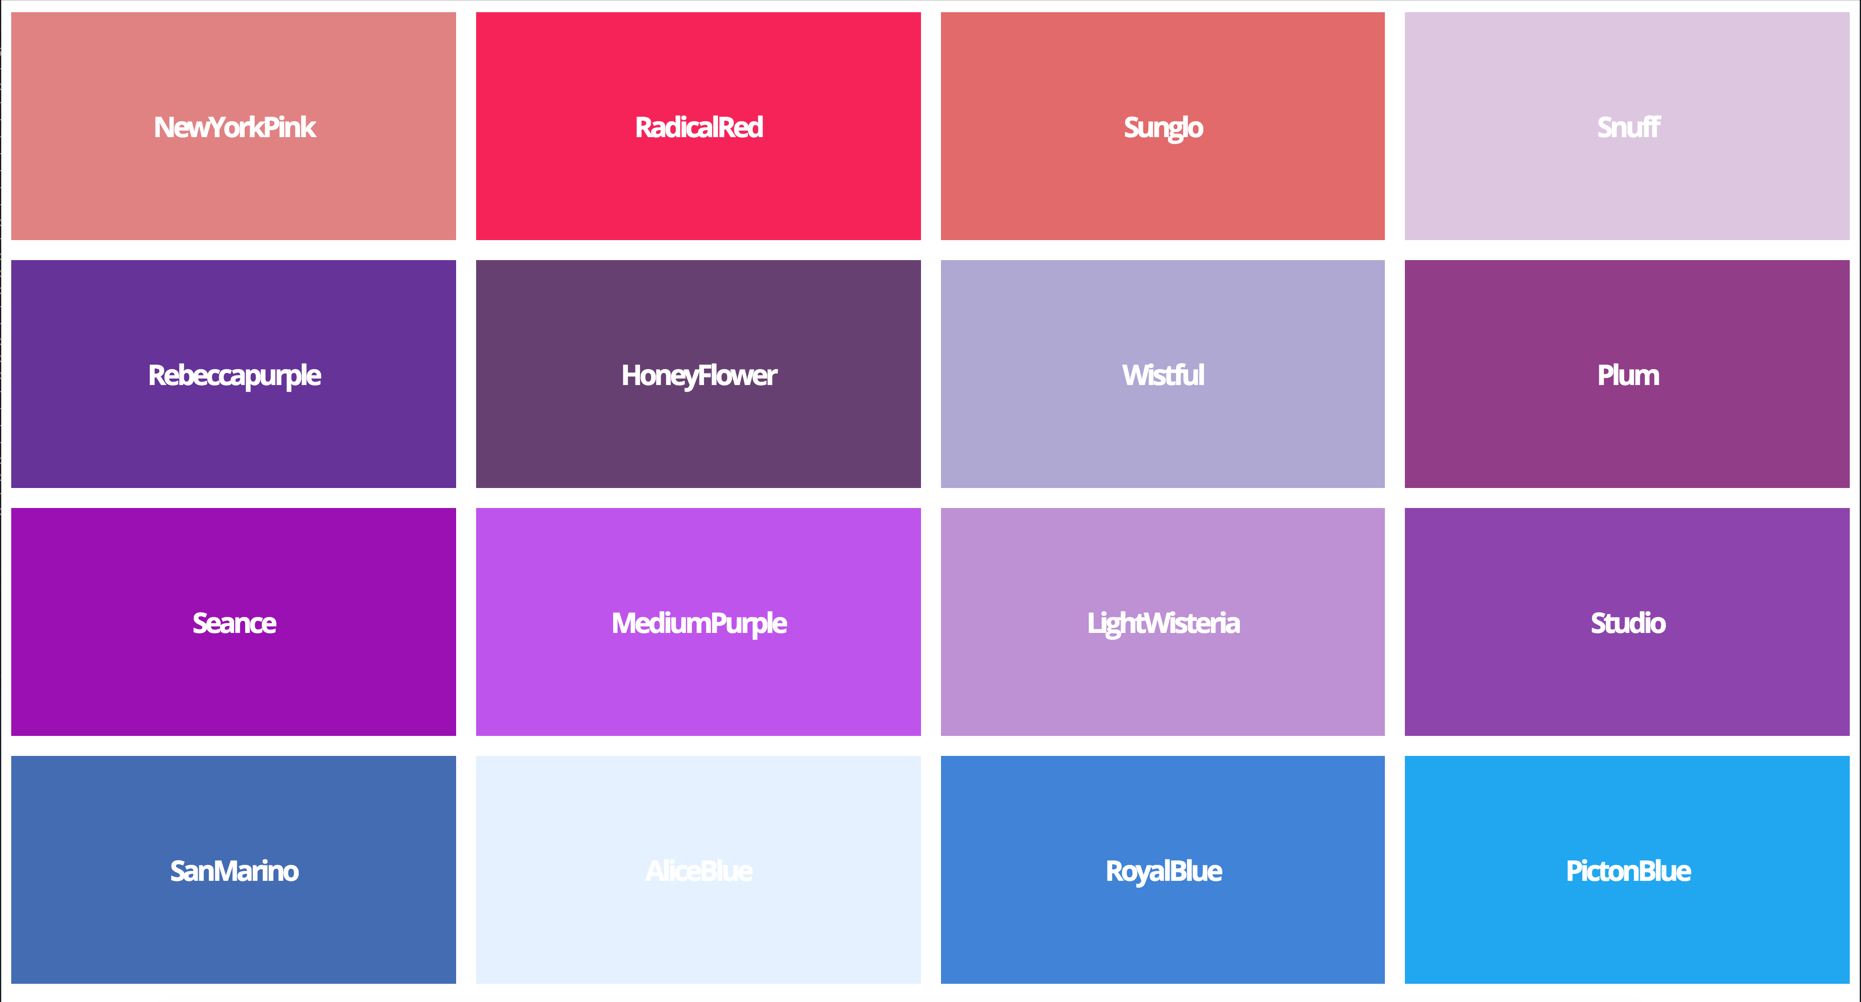 NewYorkPink
RadicalRed
Sunglo
Snuff
Rebeccapurple
HoneyFlower
Wistful
Plum
Seance
MediumPurple
LightWisteria
Studio
SanMarino
AliceBlue
RoyalBlue
PictonBlue